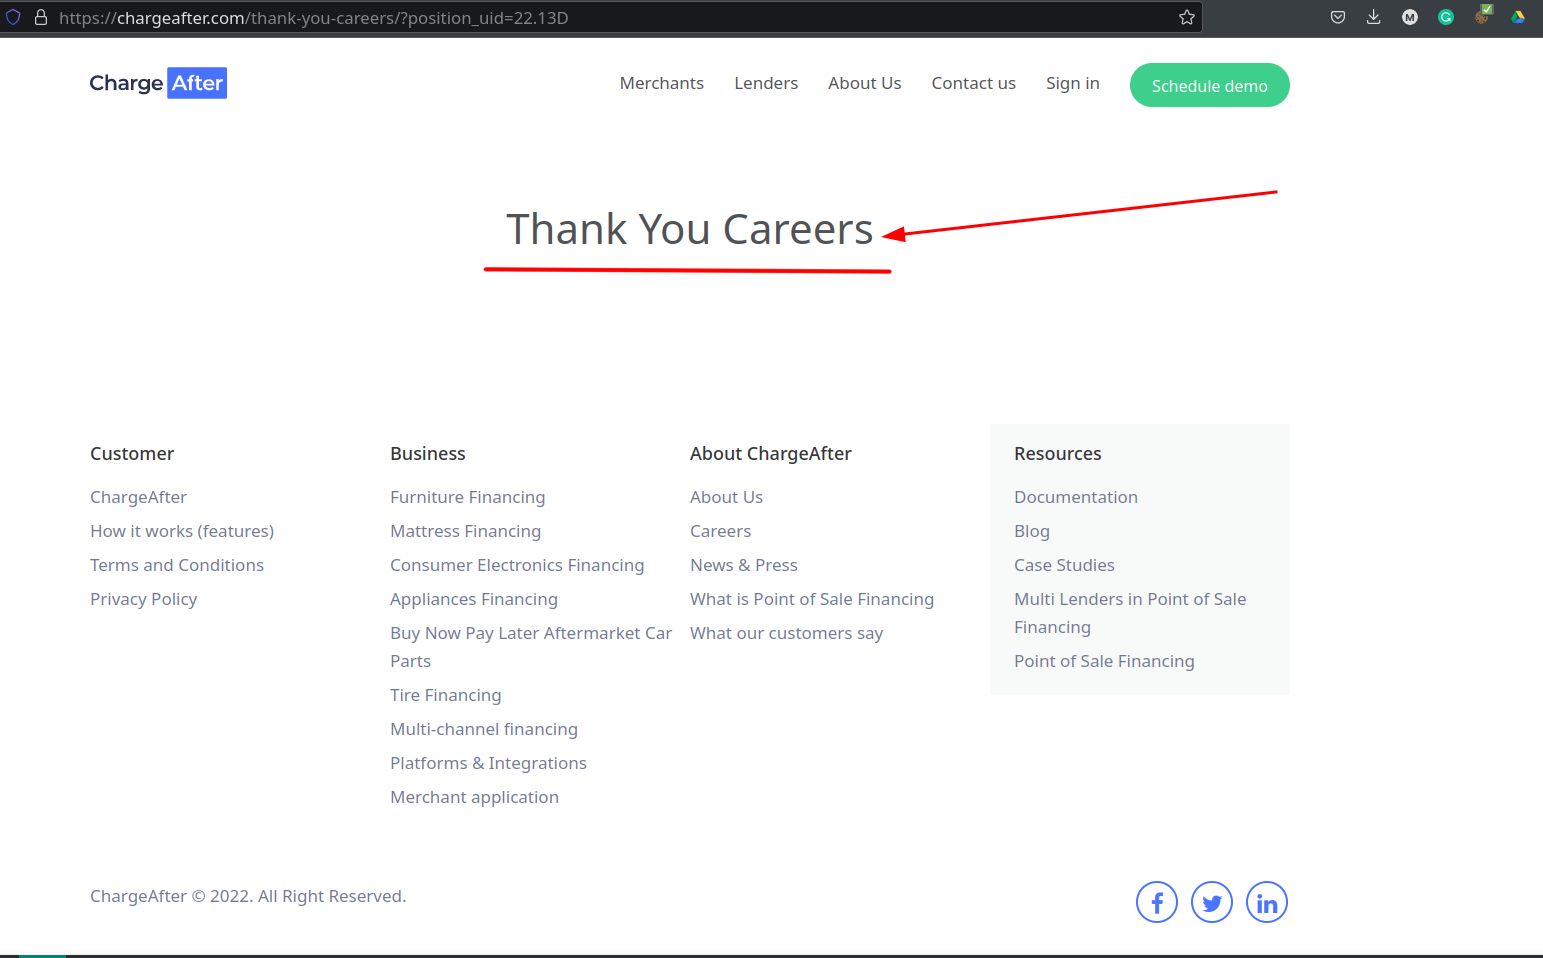 https://chargeafter.com/thank-you-careers/?position_uid=22.13D
M
G
Charge After
Merchants Lenders About Us Contact us Sign in Schedule demo
Thank You Careers
Customer
ChargeAfter
How it works (features)
Terms and Conditions
Privacy Policy
Business
Furniture Financing
Mattress Financing
Consumer Electronics Financing
Appliances Financing
Buy Now Pay Later Aftermarket Car
Parts
Tire Financing
Multi-channel financing
Platforms & Integrations
Merchant application
About ChargeAfter
About Us
Careers
News & Press
What is Point of Sale Financing
What our customers say
Resources
Documentation
Blog
Case Studies
Multi Lenders in Point of Sale
Financing
Point of Sale Financing
ChargeAfter © 2022. All Right Reserved.
f
in